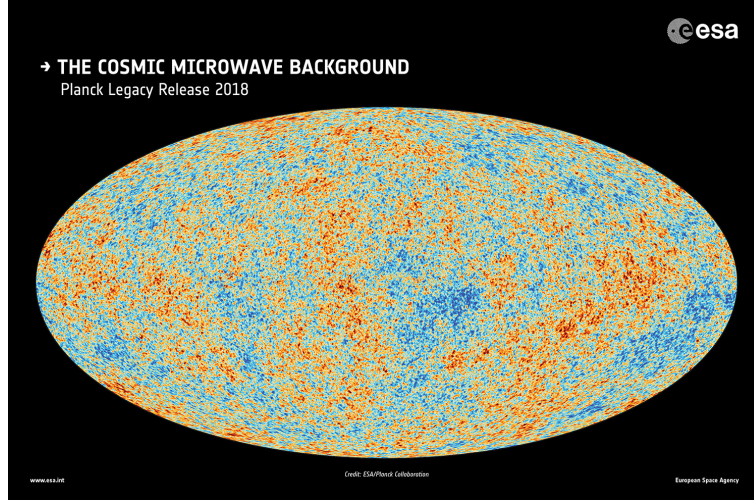 esa
→ THE COSMIC MICROWAVE BACKGROUND
Planck Legacy Release 2018
Credit: ESA/Planck Collaboration
www.esa.int
European Space Agency